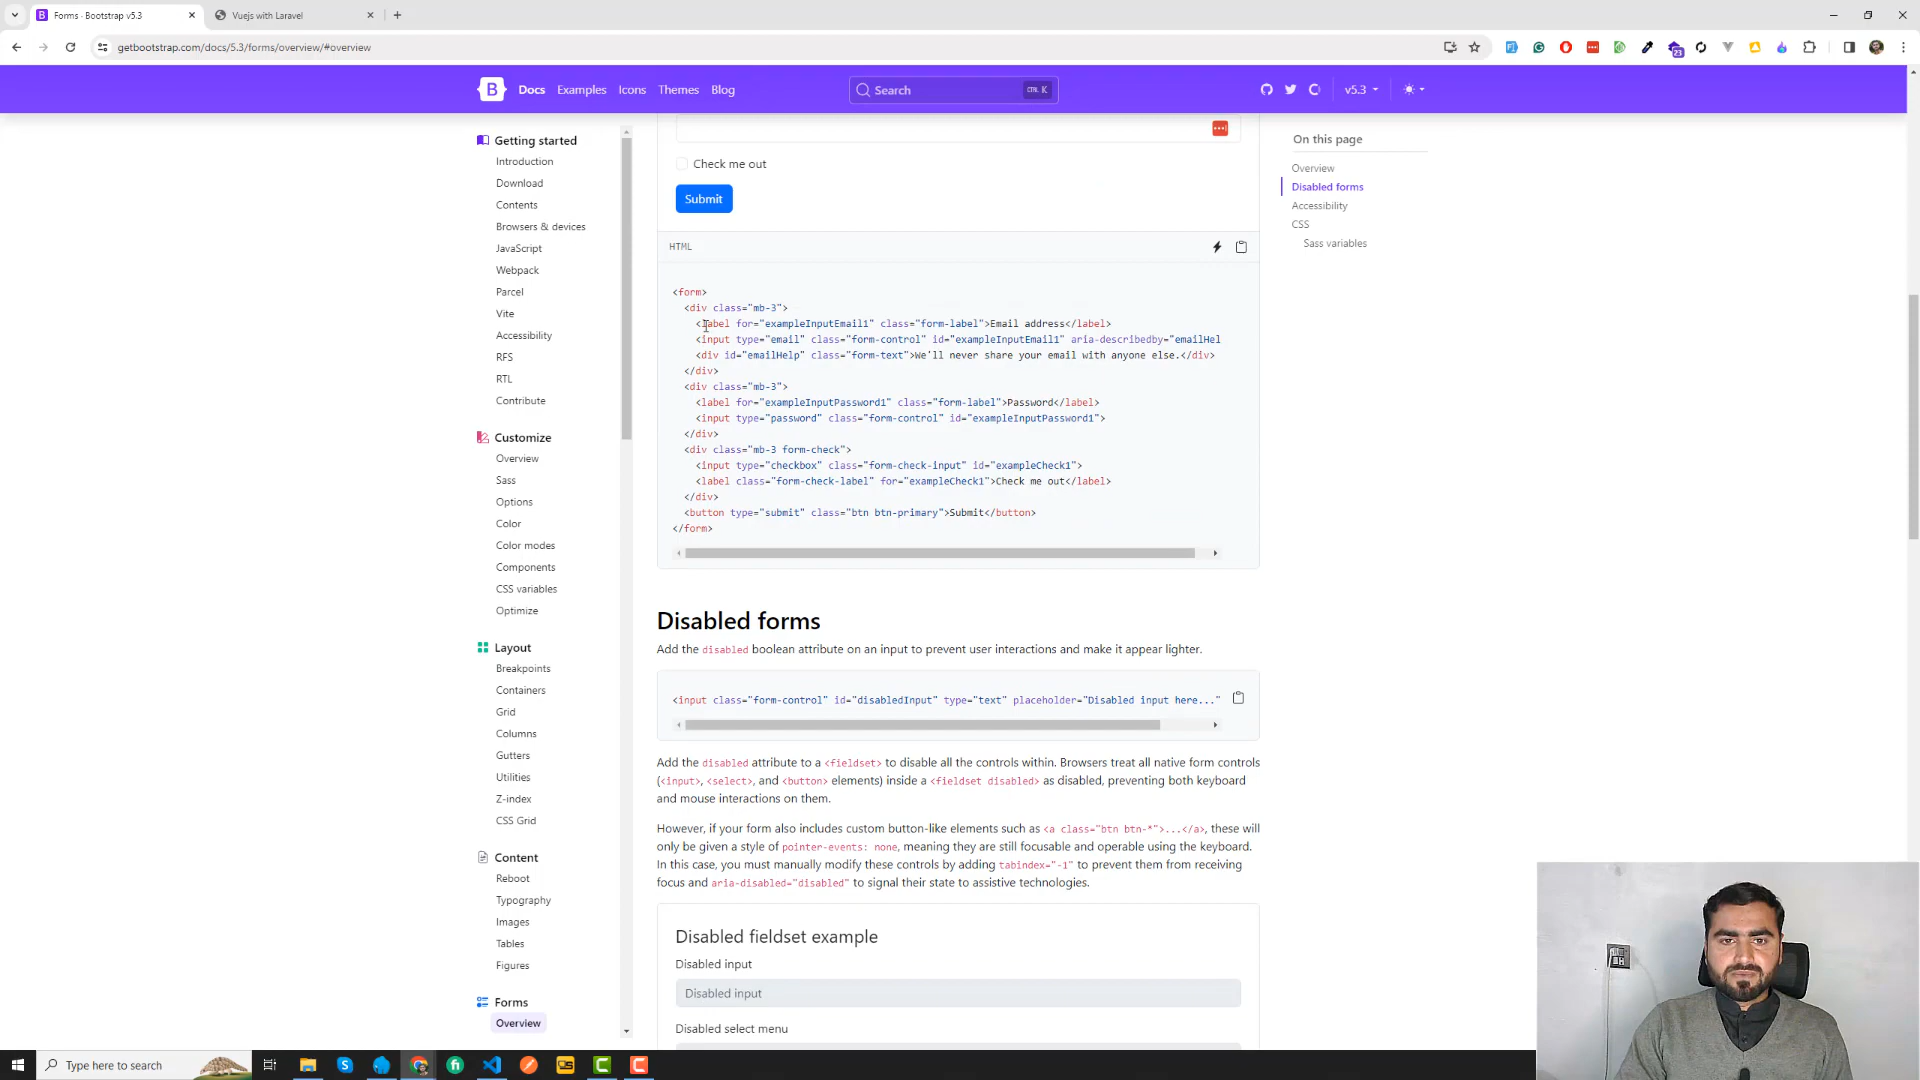 Forms · Bootstrap v5.3
Vuejs with Laravel
getbootstrap.com/docs/5.3/forms/overview/#overview
23
B
Docs
Examples
Icons
Themes
Blog
Search
CTRL K
v5.3
Getting started
Introduction
Download
Contents
Browsers & devices
JavaScript
Webpack
Parcel
Vite
Accessibility
RFS
RTL
Contribute
Customize
Overview
Sass
Options
Color
Color modes
Components
CSS variables
Optimize
Layout
Breakpoints
Containers
Grid
Columns
Gutters
Utilities
Z-index
CSS Grid
Content
Reboot
Typography
Images
Tables
Figures
Forms
Overview
Check me out
Submit
HTML
<form>
<div class="mb-3">
<label for="exampleInputEmail1" class="form-label">Email address</label>
<input type="email" class="form-control" id="exampleInputEmail1" aria-describedby="emailHel
<div id="emailHelp" class="form-text">We'll never share your email with anyone else.</div>
</div>
<div class="mb-3">
<label for="exampleInputPassword1" class="form-label">Password</label>
<input type="password" class="form-control" id="exampleInputPassword1">
</div>
<div class="mb-3 form-check">
<input type="checkbox" class="form-check-input" id="exampleCheck1">
<label class="form-check-label" for="exampleCheck1">Check me out</label>
</div>
<button type="submit" class="btn btn-primary">Submit</button>
</form>
Disabled forms
Add the disabled boolean attribute on an input to prevent user interactions and make it appear lighter.
<input class="form-control" id="disabledInput" type="text" placeholder="Disabled input here..."
Add the disabled attribute to a <fieldset> to disable all the controls within. Browsers treat all native form controls
(<input>, <select>, and <button> elements) inside a <fieldset disabled> as disabled, preventing both keyboard
and mouse interactions on them.
However, if your form also includes custom button-like elements such as <a class="btn btn-*">...</a>, these will
only be given a style of pointer-events: none, meaning they are still focusable and operable using the keyboard.
In this case, you must manually modify these controls by adding tabindex="-1" to prevent them from receiving
focus and aria-disabled="disabled" to signal their state to assistive technologies.
Disabled fieldset example
Disabled input
Disabled input
Disabled select menu
On this page
Overview
Disabled forms
Accessibility
CSS
Sass variables
Type here to search